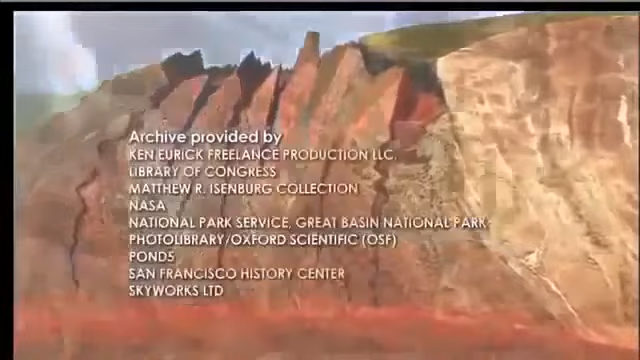 Archive provided by
KEN EURICK FREELANCE PRODUCTION LLC.
LIBRARY OF CONGRESS
MATTHEW R. ISENBURG COLLECTION
NASA
NATIONAL PARK SERVICE, GREAT BASIN NATIONAL PARK
PHOTOLIBRARY/OXFORD SCIENTIFIC (OSF)
POND5
SAN FRANCISCO HISTORY CENTER
SKYWORKS LTD